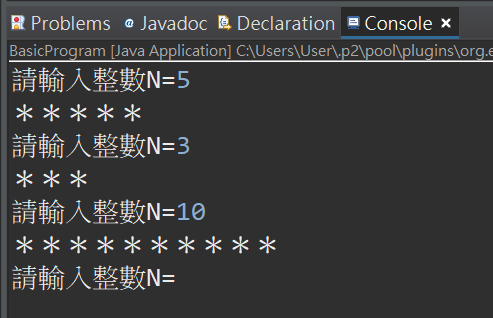 Problems Javadoc Declaration Console
BasicProgram [Java Application] C:\Users\User\.p2\pool\plugins\org.e
請輸入整數N=5
＊＊＊＊＊
請輸入整數N=3
＊＊＊
請輸入整數N=10
＊＊＊＊＊＊＊＊＊＊
請輸入整數N=